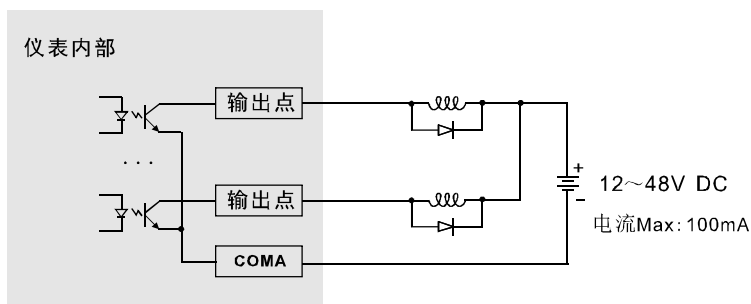 仪表内部
输出点
...
输出点
COMA
+
12～48V DC
-
电流Max：100mA